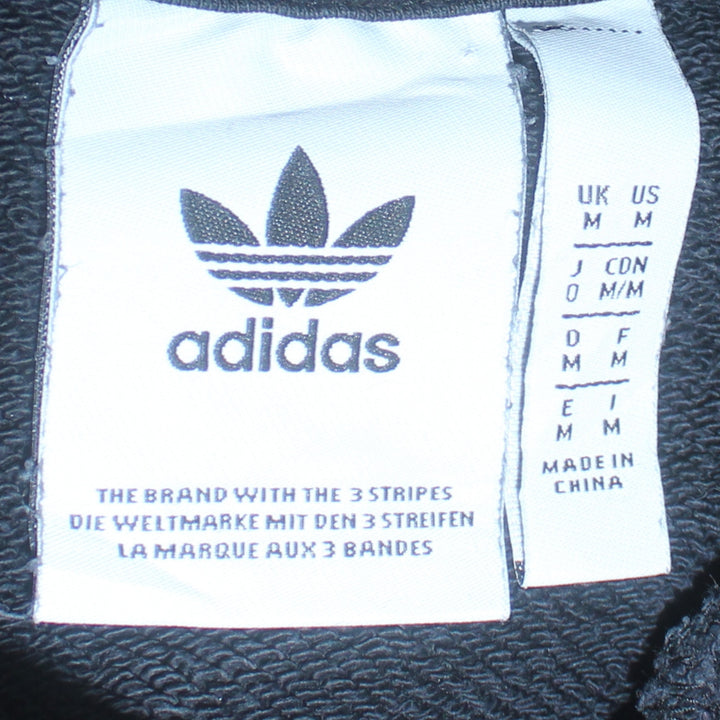 adidas
THE BRAND WITH THE 3 STRIPES
DIE WELTMARKE MIT DEN 3 STREIFEN
LA MARQUE AUX 3 BANDES
UK US
M M
J CDN
O M/M
D F
M M
E I
M M
MADE IN
CHINA